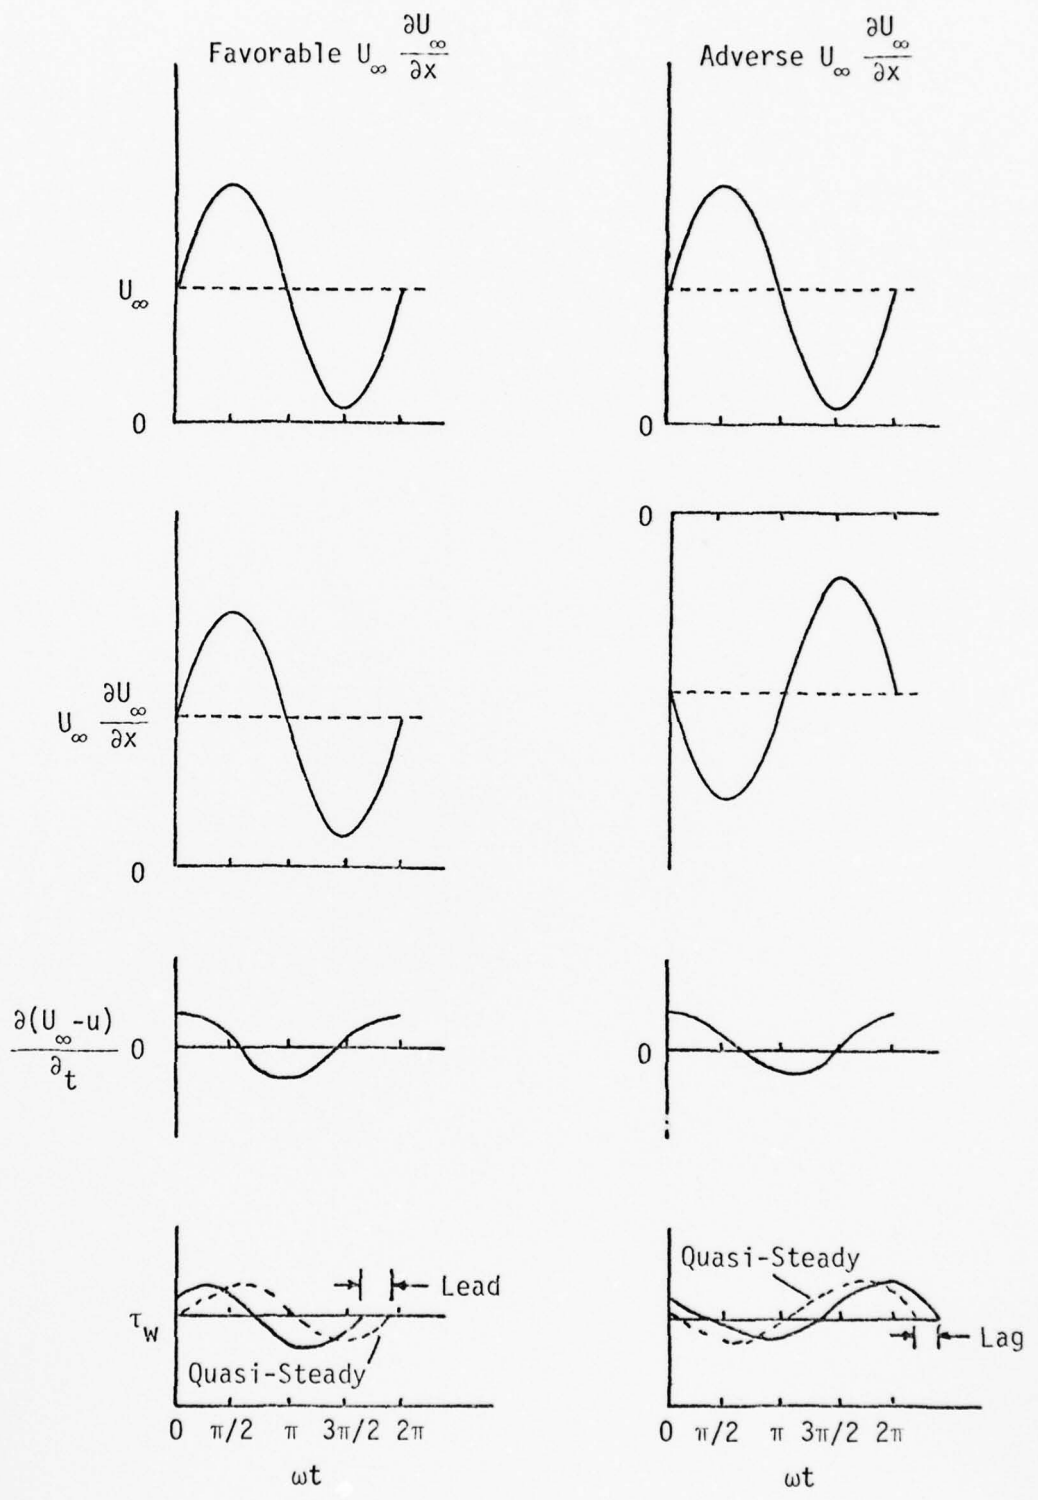 Favorable U∞ ∂U∞/∂x
Adverse U∞ ∂U∞/∂x
U∞
0
0
0
U∞ ∂U∞/∂x
0
∂(U∞-u)/∂t 0
0
Quasi-Steady
Lead
τw
Lag
Quasi-Steady
0 π/2 π 3π/2 2π
0 π/2 π 3π/2 2π
ωt
ωt